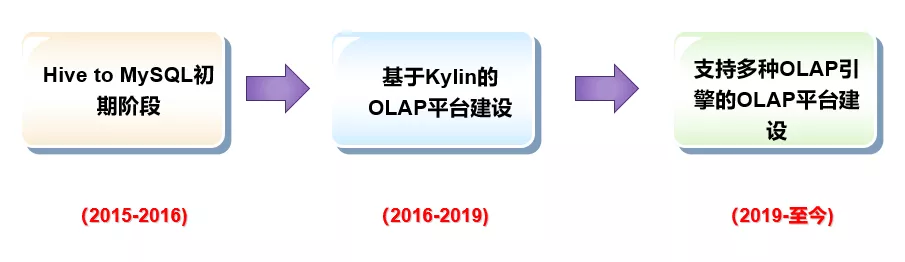 Hive to MySQL初
期阶段
基于Kylin的
OLAP平台建设
支持多种OLAP引
擎的OLAP平台建
设
(2015-2016)
(2016-2019)
(2019-至今)